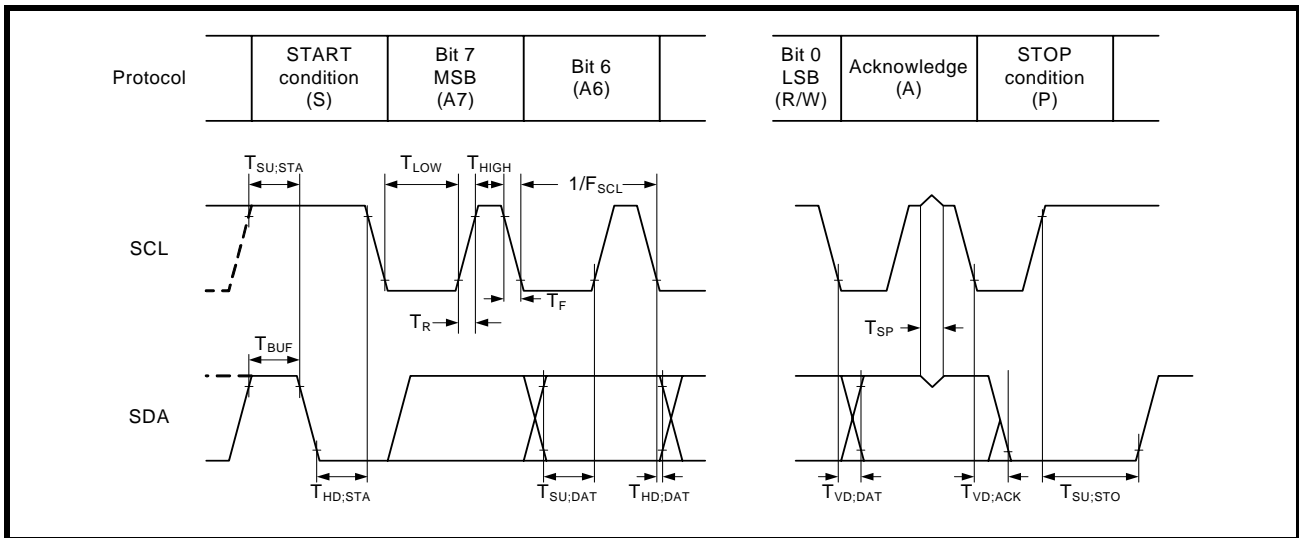 Protocol
START
condition
(S)
Bit 7
MSB
(A7)
Bit 6
(A6)
Bit 0
LSB
(R/W)
Acknowledge
(A)
STOP
condition
(P)
TSU;STA
TLOW
THIGH
1/FSCL
SCL
TF
TR
TSP
TBUF
SDA
THD;STA
TSU;DAT
THD;DAT
TVD;DAT
TVD;ACK
TSU;STO